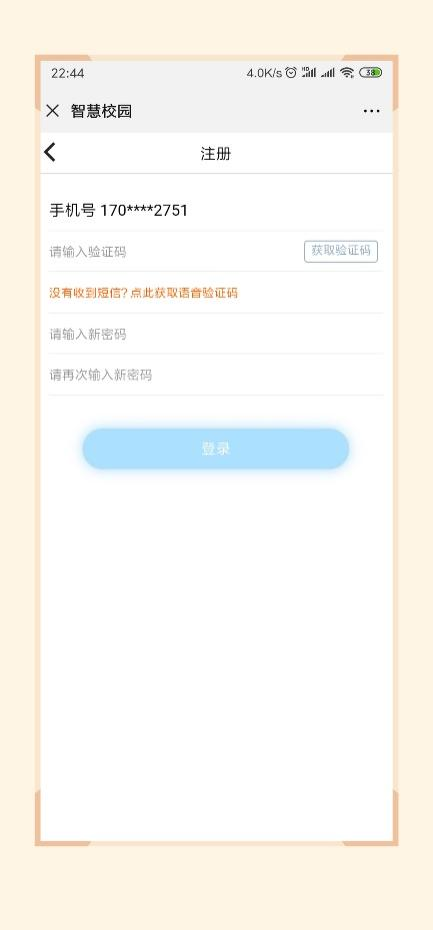 22:44 4.0K/s HD 38
智慧校园
注册
手机号 170****2751
请输入验证码 获取验证码
没有收到短信?点此获取语音验证码
请输入新密码
请再次输入新密码
登录